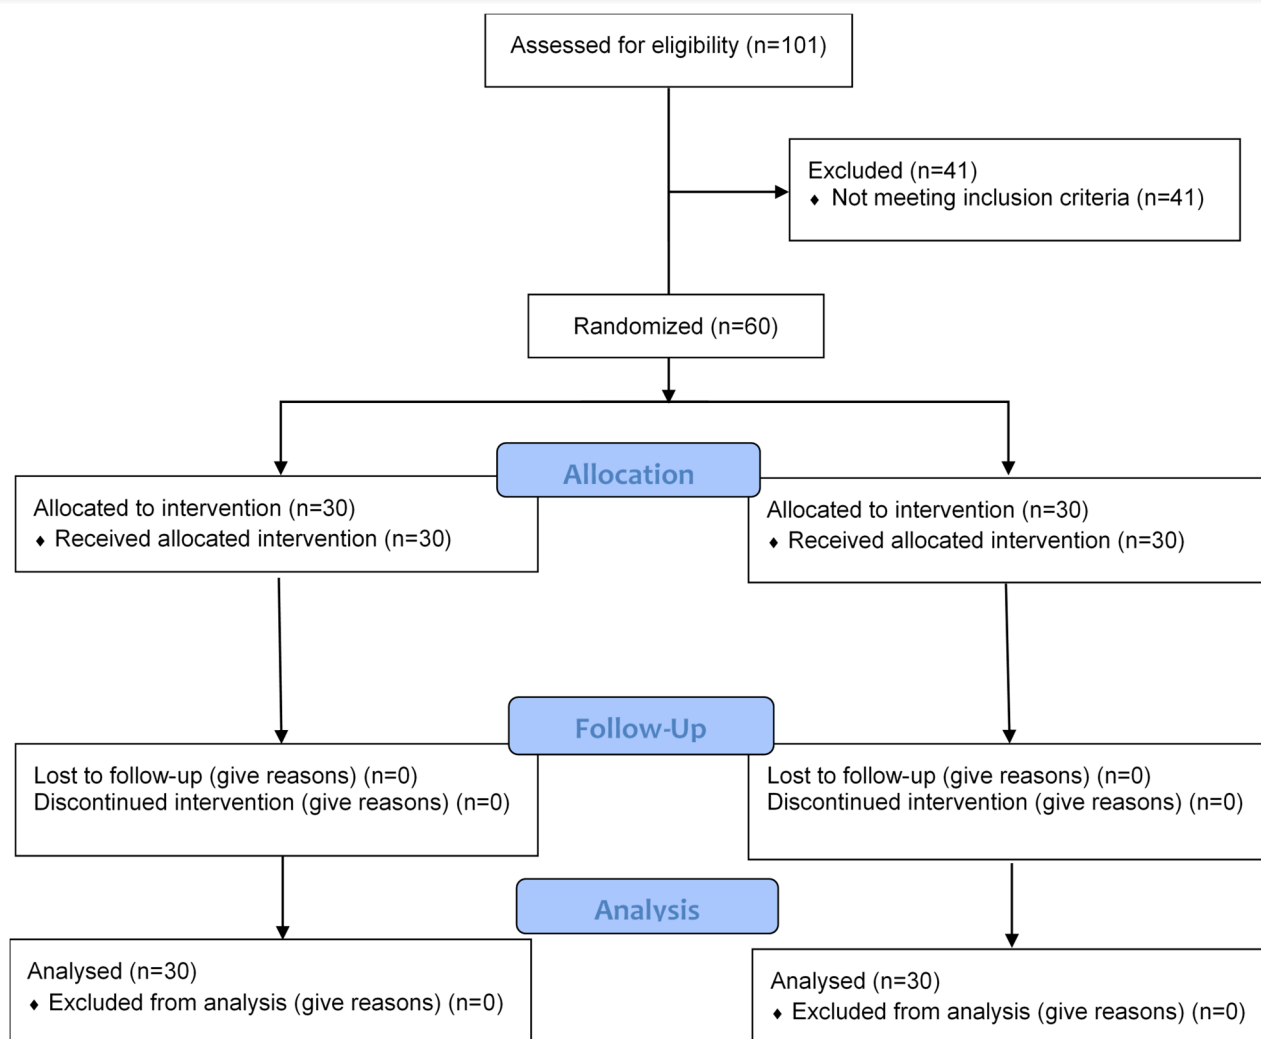 Assessed for eligibility (n=101)
Excluded (n=41)
♦ Not meeting inclusion criteria (n=41)
Randomized (n=60)
Allocation
Allocated to intervention (n=30)
♦ Received allocated intervention (n=30)
Allocated to intervention (n=30)
♦ Received allocated intervention (n=30)
Follow-Up
Lost to follow-up (give reasons) (n=0)
Discontinued intervention (give reasons) (n=0)
Lost to follow-up (give reasons) (n=0)
Discontinued intervention (give reasons) (n=0)
Analysis
Analysed (n=30)
♦ Excluded from analysis (give reasons) (n=0)
Analysed (n=30)
♦ Excluded from analysis (give reasons) (n=0)